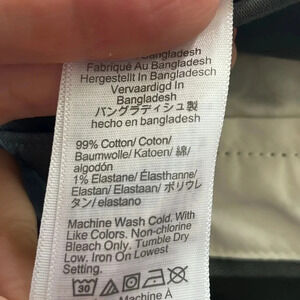 in Bangladesh
Fabriqué Au Bangladesh
Hergestellt In Bangladesch
Vervaardigd In
Bangladesh
バングラディシュ製
hecho en bangladesh
99% Cotton/ Coton/
Baumwolle/ Katoen/ 綿/
algodón
1% Elastane/ Élasthanne/
Elastan/ Elastaan/ ポリウレ
タン/ elastano
Machine Wash Cold. With
Like Colors. Non-chlorine
Bleach Only. Tumble Dry
Low. Iron On Lowest
Setting.
30
Machine A